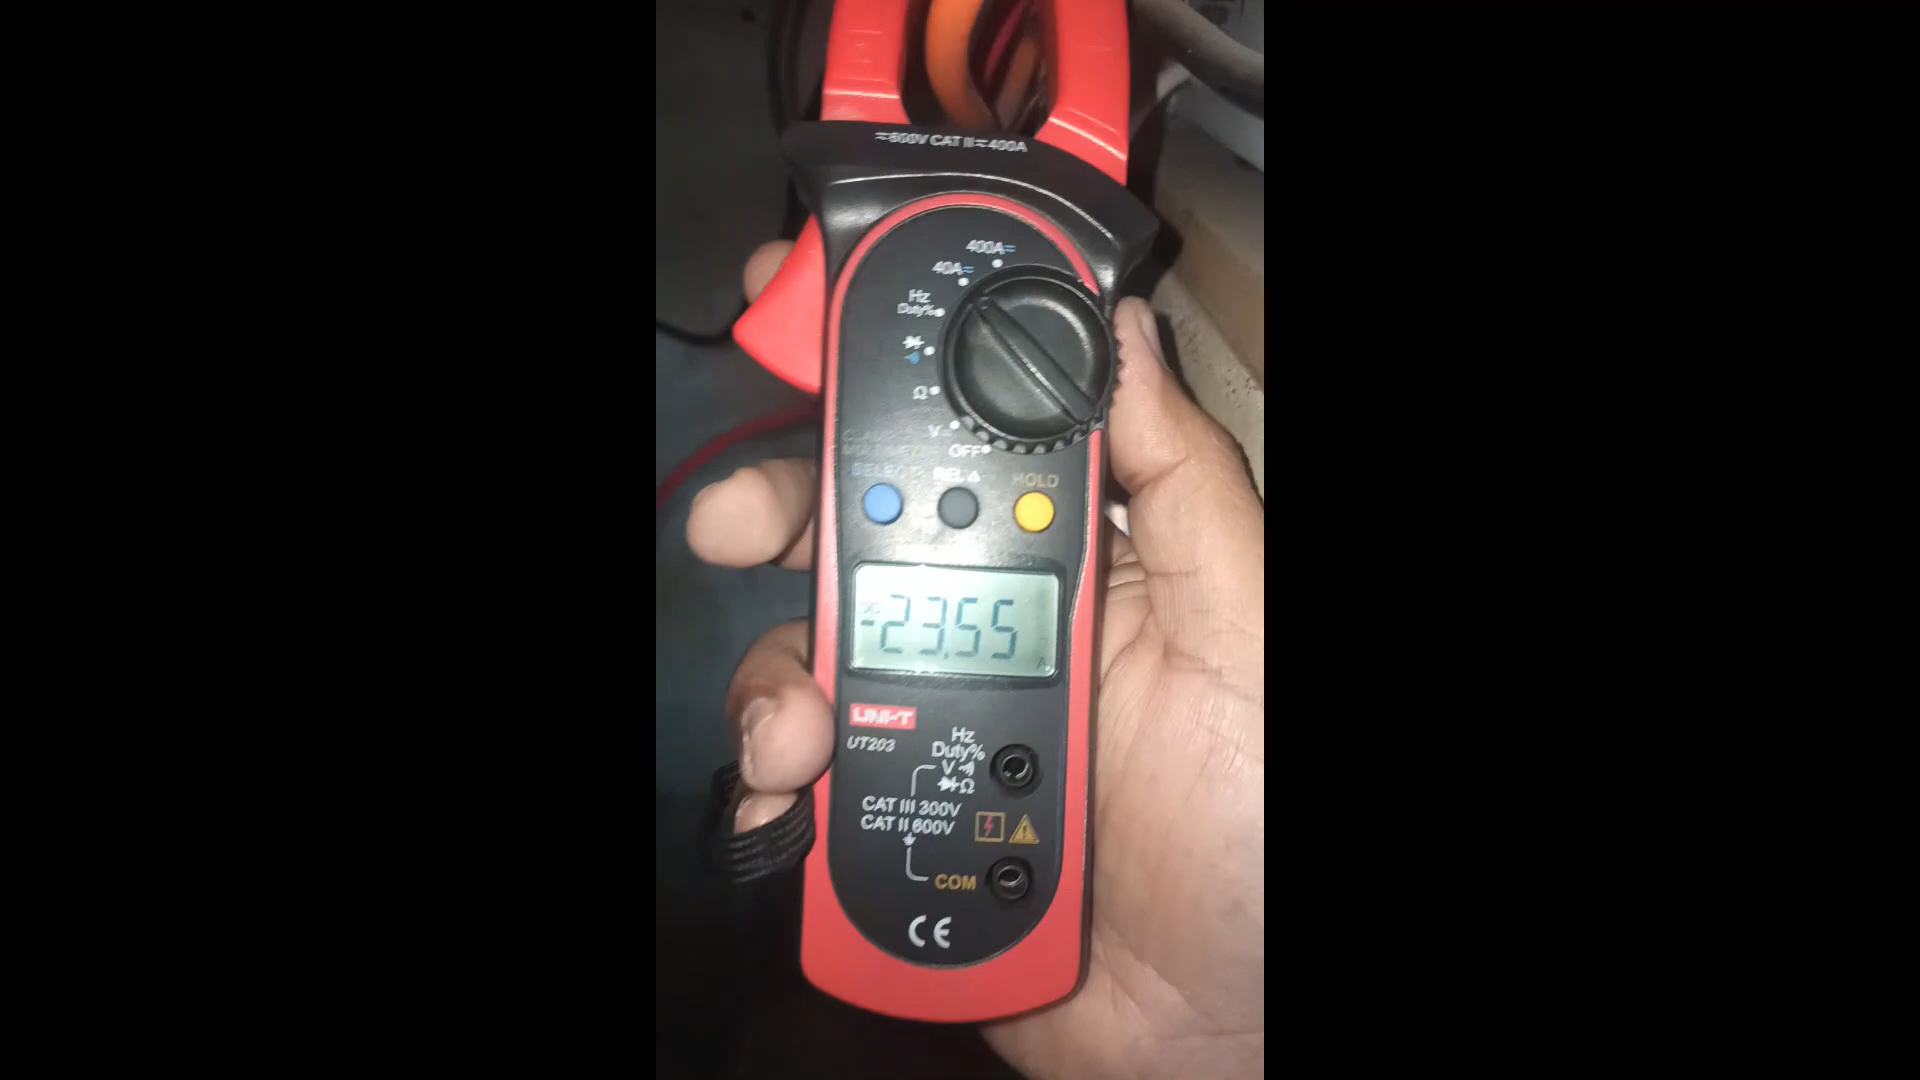 ≂600V CAT II≂400A
400A≂
40A≂
Hz
Duty%
Ω
V
OFF
SELECT REL△ HOLD
-23.55
A
UNI-T
UT203
Hz
Duty%
V
Ω
CAT III 300V
CAT II 600V
COM
CE